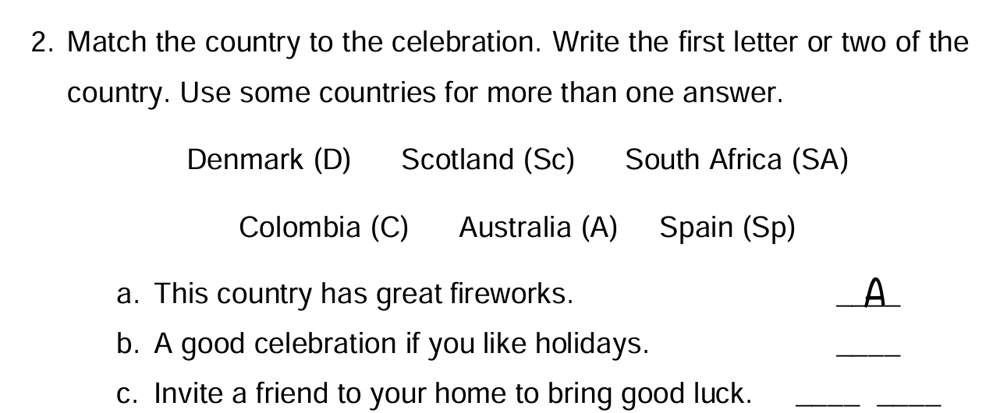 2. Match the country to the celebration. Write the first letter or two of the
country. Use some countries for more than one answer.
Denmark (D) Scotland (Sc) South Africa (SA)
Colombia (C) Australia (A) Spain (Sp)
a. This country has great fireworks. A
b. A good celebration if you like holidays. ____
c. Invite a friend to your home to bring good luck. ____ ____